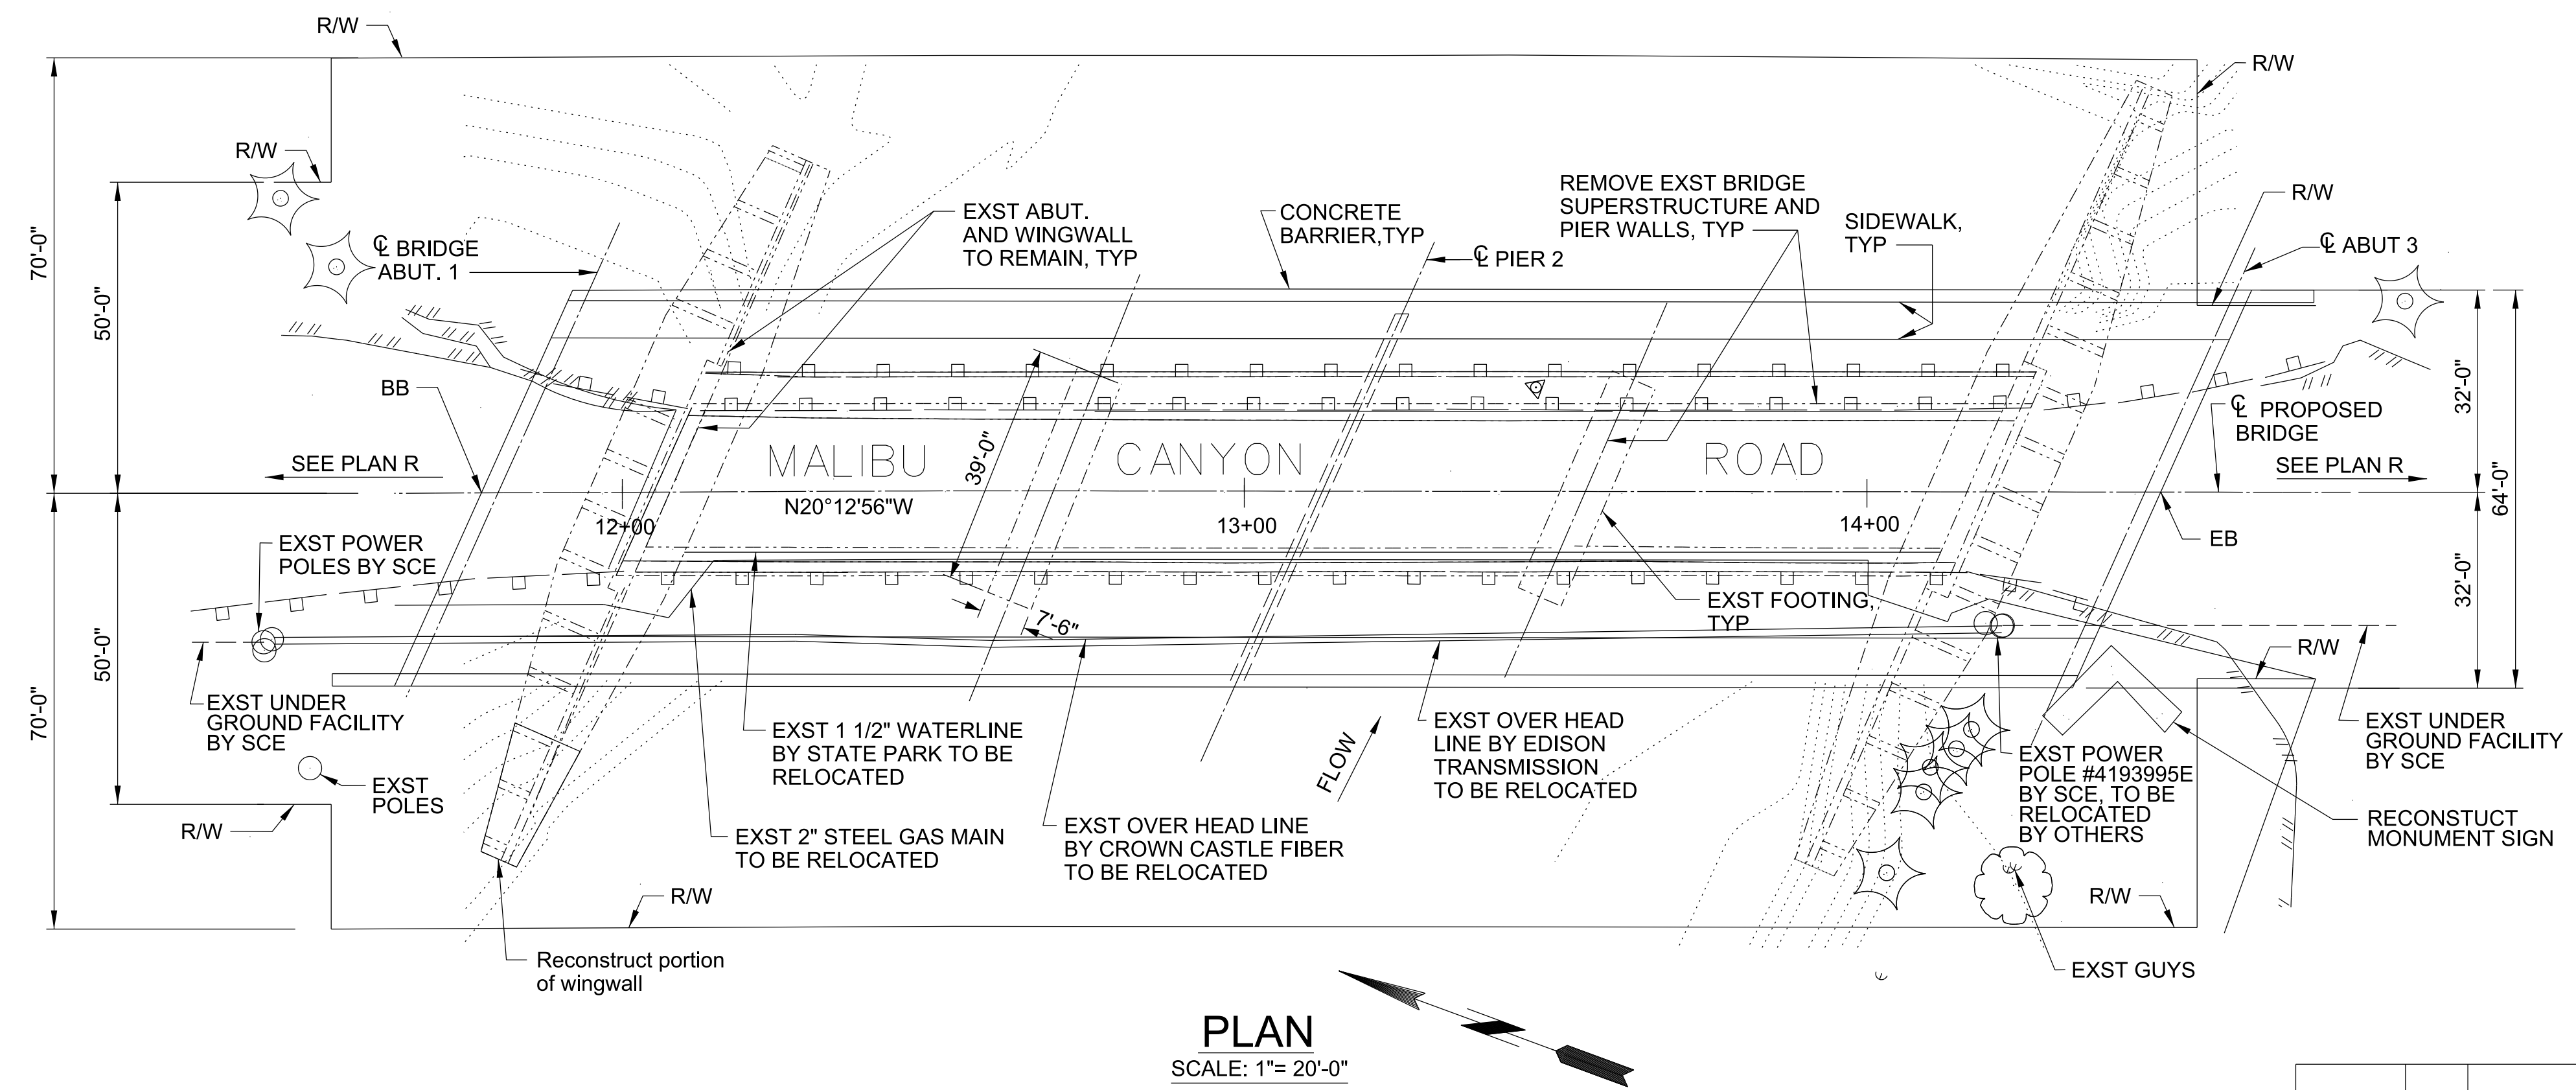 R/W
R/W
R/W
70'-0"
50'-0"
℄ BRIDGE
ABUT. 1
EXST ABUT.
AND WINGWALL
TO REMAIN, TYP
CONCRETE
BARRIER,TYP
℄ PIER 2
REMOVE EXST BRIDGE
SUPERSTRUCTURE AND
PIER WALLS, TYP
SIDEWALK,
TYP
R/W
℄ ABUT 3
BB
39'-0"
32'-0"
℄ PROPOSED
BRIDGE
SEE PLAN R
MALIBU CANYON ROAD
SEE PLAN R
64'-0"
N20°12'56"W
12+00
13+00
14+00
EB
EXST POWER
POLES BY SCE
7'-6"
EXST FOOTING,
TYP
32'-0"
R/W
50'-0"
70'-0"
EXST UNDER
GROUND FACILITY
BY SCE
EXST
POLES
R/W
EXST 1 1/2" WATERLINE
BY STATE PARK TO BE
RELOCATED
EXST 2" STEEL GAS MAIN
TO BE RELOCATED
EXST OVER HEAD LINE
BY CROWN CASTLE FIBER
TO BE RELOCATED
FLOW
EXST OVER HEAD
LINE BY EDISON
TRANSMISSION
TO BE RELOCATED
EXST POWER
POLE #4193995E
BY SCE, TO BE
RELOCATED
BY OTHERS
EXST UNDER
GROUND FACILITY
BY SCE
RECONSTUCT
MONUMENT SIGN
R/W
R/W
Reconstruct portion
of wingwall
EXST GUYS
PLAN
SCALE: 1"= 20'-0"